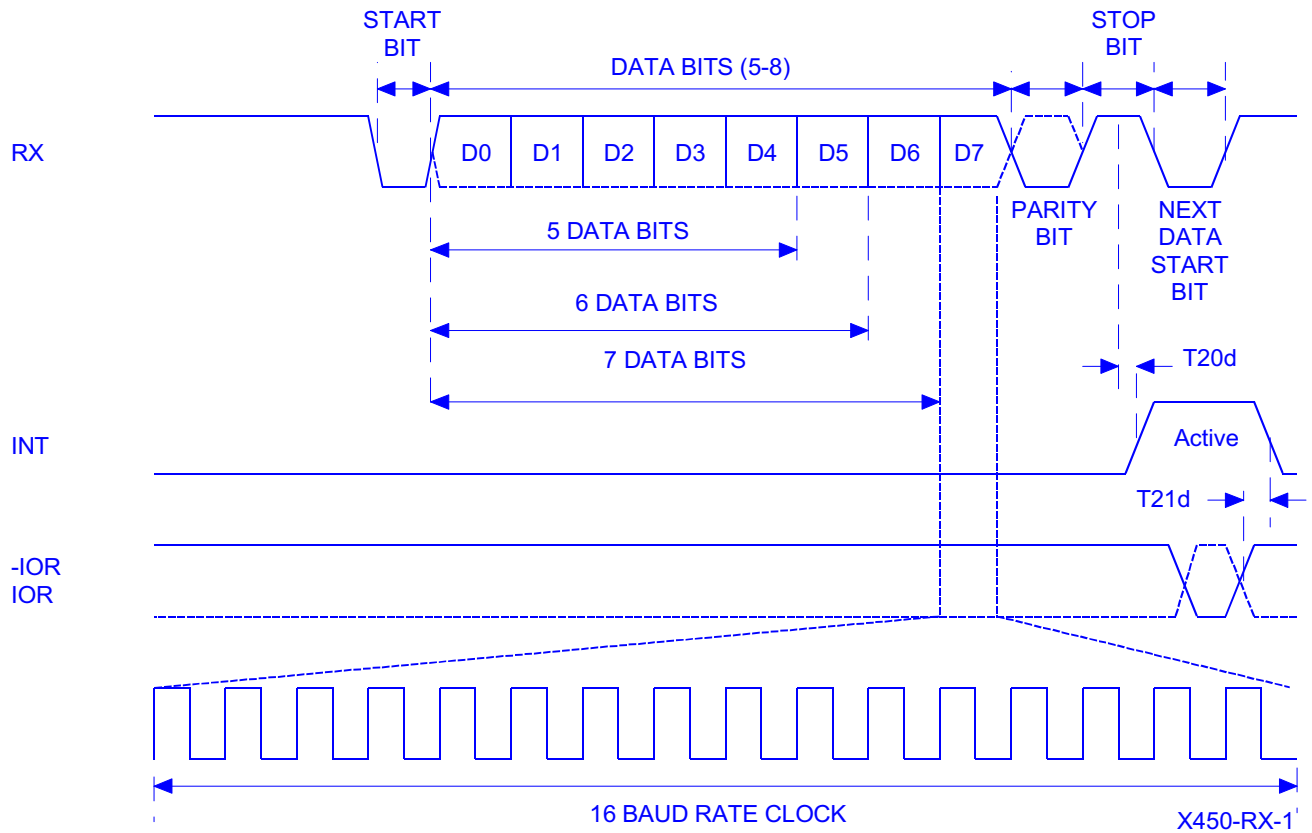 START
BIT
STOP
BIT
DATA BITS (5-8)
RX
D0 D1 D2 D3 D4 D5 D6 D7
PARITY
BIT
NEXT
DATA
START
BIT
5 DATA BITS
6 DATA BITS
7 DATA BITS
T20d
INT
Active
T21d
-IOR
IOR
16 BAUD RATE CLOCK
X450-RX-1